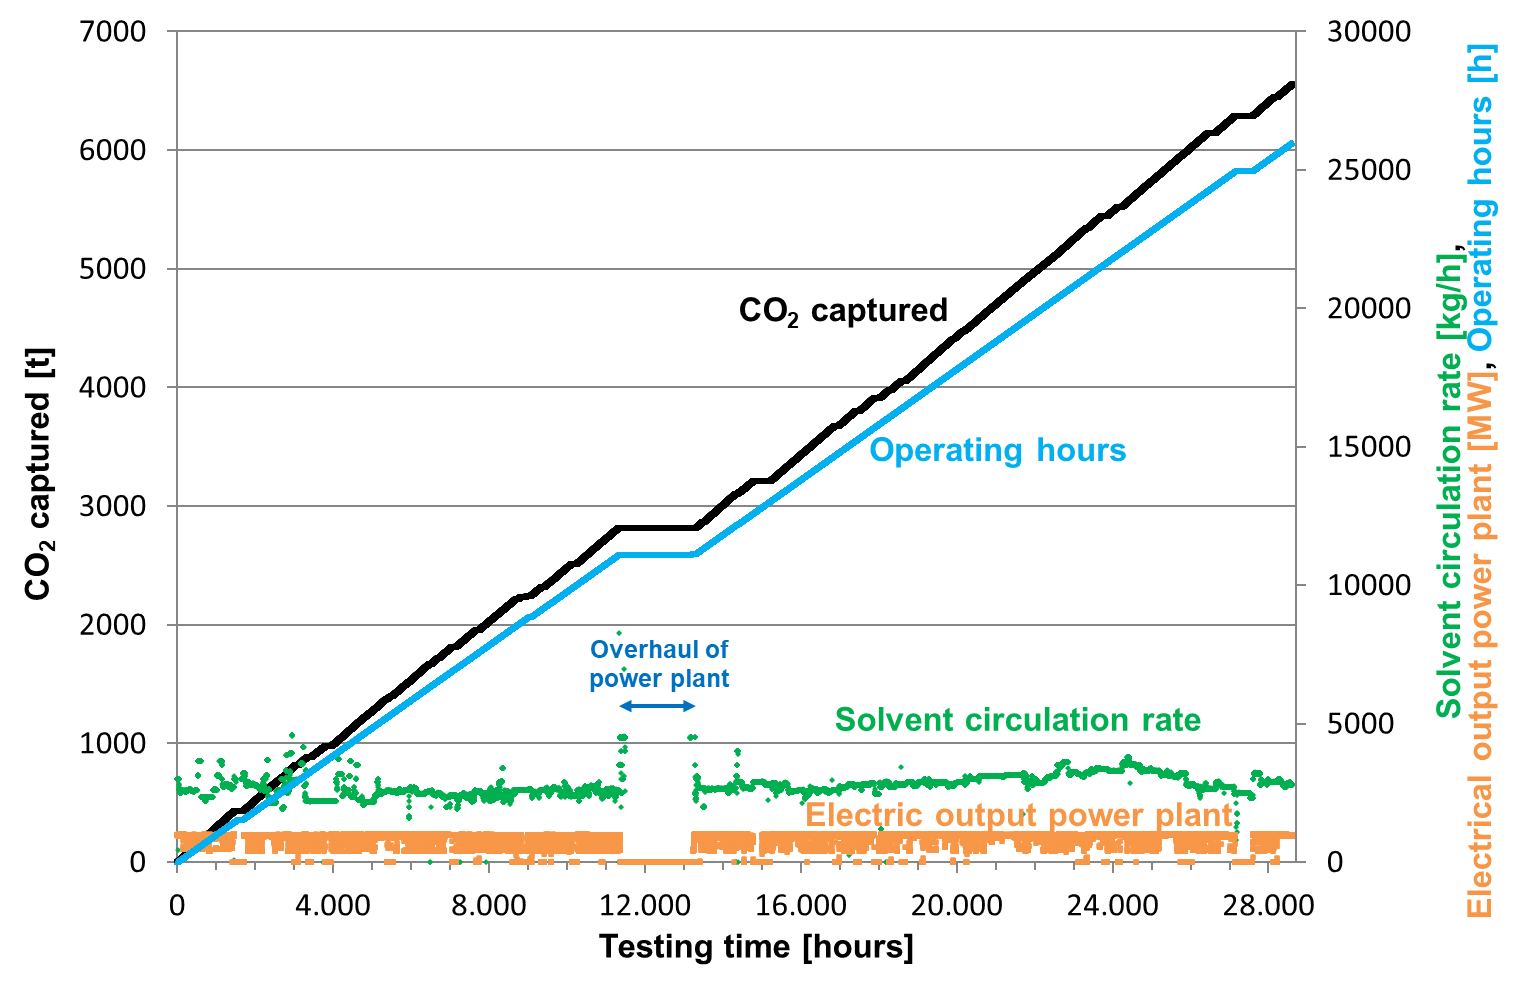 7000
6000
5000
4000
3000
2000
1000
0
CO₂ captured [t]
30000
25000
20000
15000
10000
5000
0
Solvent circulation rate [kg/h],
Electrical output power plant [MW], Operating hours [h]
CO₂ captured
Operating hours
Overhaul of
power plant
Solvent circulation rate
Electric output power plant
0
4.000
8.000
12.000
16.000
20.000
24.000
28.000
Testing time [hours]